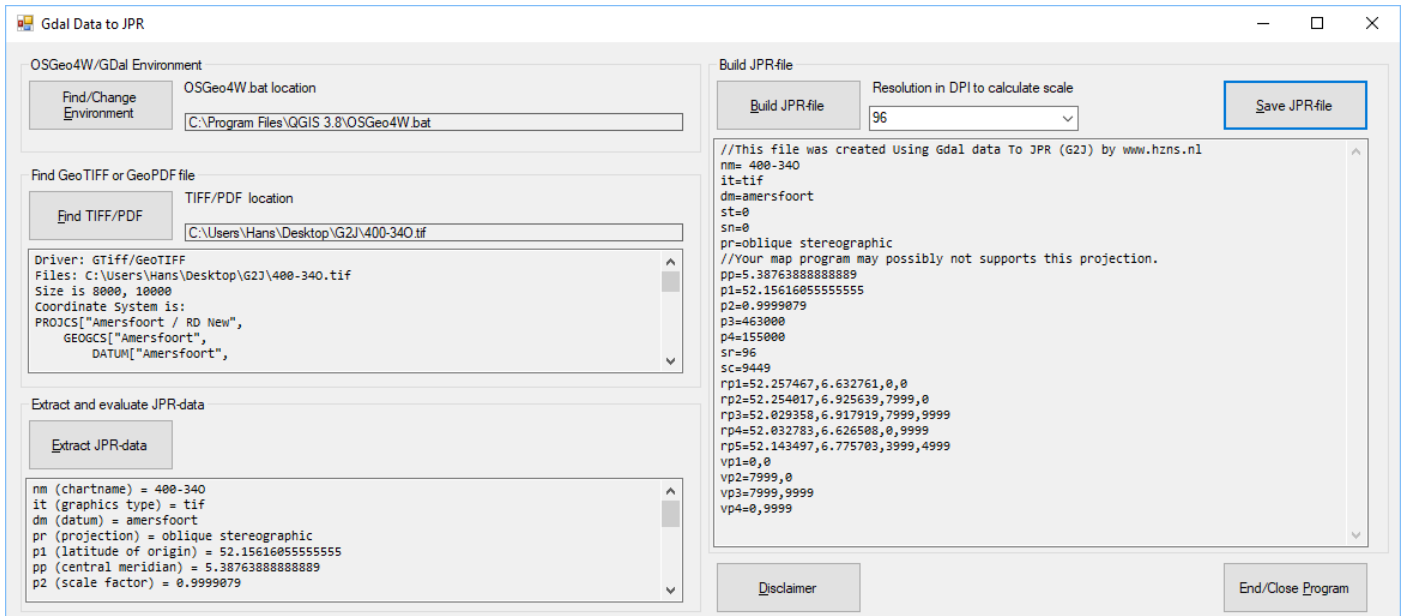 Gdal Data to JPR
OSGeo4W/GDal Environment
Find/Change
Environment
OSGeo4W.bat location
C:\Program Files\QGIS 3.8\OSGeo4W.bat
Find GeoTIFF or GeoPDF file
Find TIFF/PDF
TIFF/PDF location
C:\Users\Hans\Desktop\G2J\400-34O.tif
Driver: GTiff/GeoTIFF
Files: C:\Users\Hans\Desktop\G2J\400-34O.tif
Size is 8000, 10000
Coordinate System is:
PROJCS["Amersfoort / RD New",
    GEOGCS["Amersfoort",
        DATUM["Amersfoort",
Extract and evaluate JPR-data
Extract JPR-data
nm (chartname) = 400-34O
it (graphics type) = tif
dm (datum) = amersfoort
pr (projection) = oblique stereographic
p1 (latitude of origin) = 52.15616055555555
pp (central meridian) = 5.38763888888889
p2 (scale factor) = 0.9999079
Build JPR-file
Build JPR-file
Resolution in DPI to calculate scale
96
Save JPR-file
//This file was created Using Gdal data To JPR (G2J) by www.hzns.nl
nm= 400-34O
it=tif
dm=amersfoort
st=0
sn=0
pr=oblique stereographic
//Your map program may possibly not supports this projection.
pp=5.38763888888889
p1=52.15616055555555
p2=0.9999079
p3=463000
p4=155000
sr=96
sc=9449
rp1=52.257467,6.632761,0,0
rp2=52.254017,6.925639,7999,0
rp3=52.029358,6.917919,7999,9999
rp4=52.032783,6.626508,0,9999
rp5=52.143497,6.775703,3999,4999
vp1=0,0
vp2=7999,0
vp3=7999,9999
vp4=0,9999
Disclaimer
End/Close Program